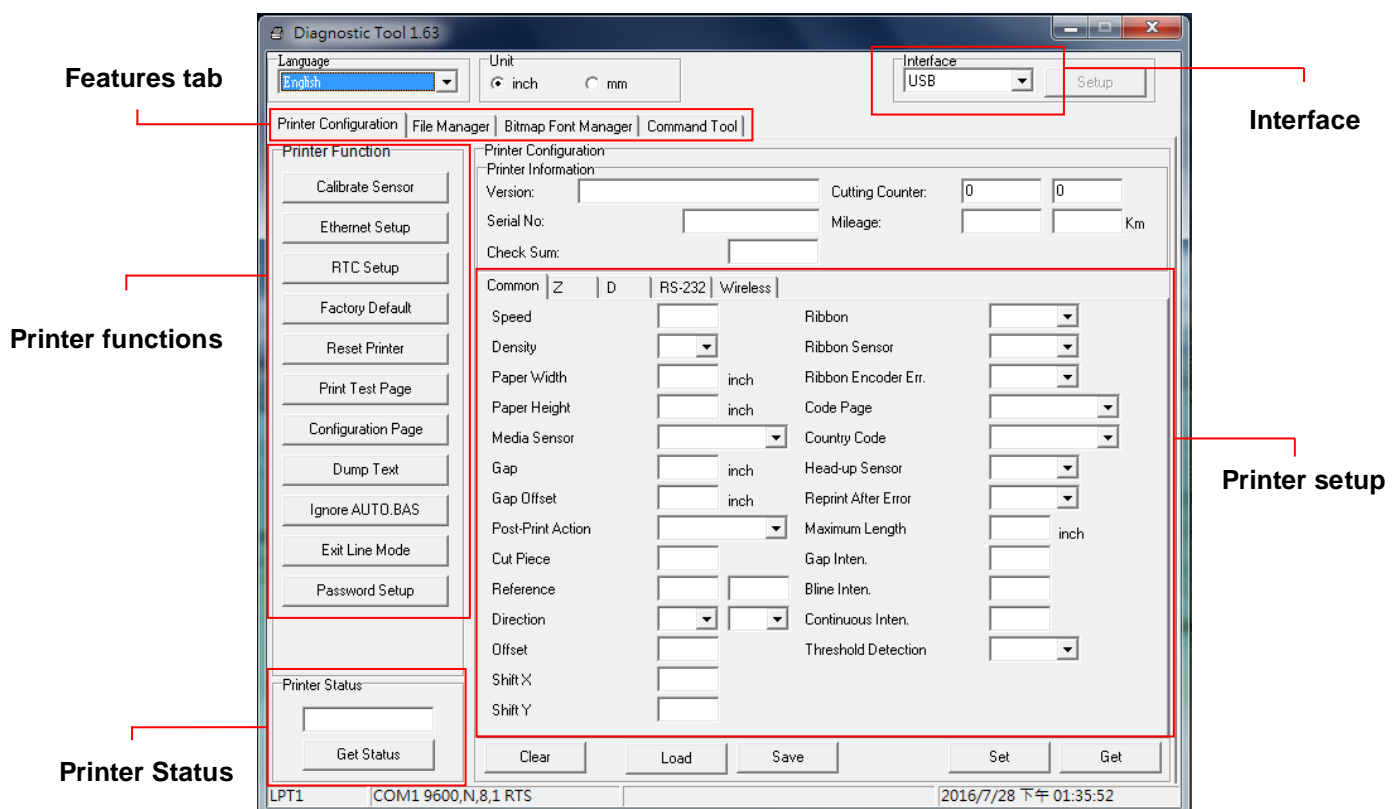 Diagnostic Tool 1.63
Features tab
Language
English
Unit
inch
mm
Interface
USB
Setup
Interface
Printer Configuration
File Manager
Bitmap Font Manager
Command Tool
Printer Function
Calibrate Sensor
Ethernet Setup
RTC Setup
Factory Default
Reset Printer
Print Test Page
Configuration Page
Dump Text
Ignore AUTO.BAS
Exit Line Mode
Password Setup
Printer functions
Printer Configuration
Printer Information
Version:
Cutting Counter: 0 0
Serial No:
Mileage: Km
Check Sum:
Common Z D RS-232 Wireless
Speed
Density
Paper Width inch
Paper Height inch
Media Sensor
Gap inch
Gap Offset inch
Post-Print Action
Cut Piece
Reference
Direction
Offset
Shift X
Shift Y
Ribbon
Ribbon Sensor
Ribbon Encoder Err.
Code Page
Country Code
Head-up Sensor
Reprint After Error
Maximum Length inch
Gap Inten.
Bline Inten.
Continuous Inten.
Threshold Detection
Printer setup
Printer Status
Get Status
Printer Status
Clear
Load
Save
Set
Get
LPT1
COM1 9600,N,8,1 RTS
2016/7/28 下午 01:35:52